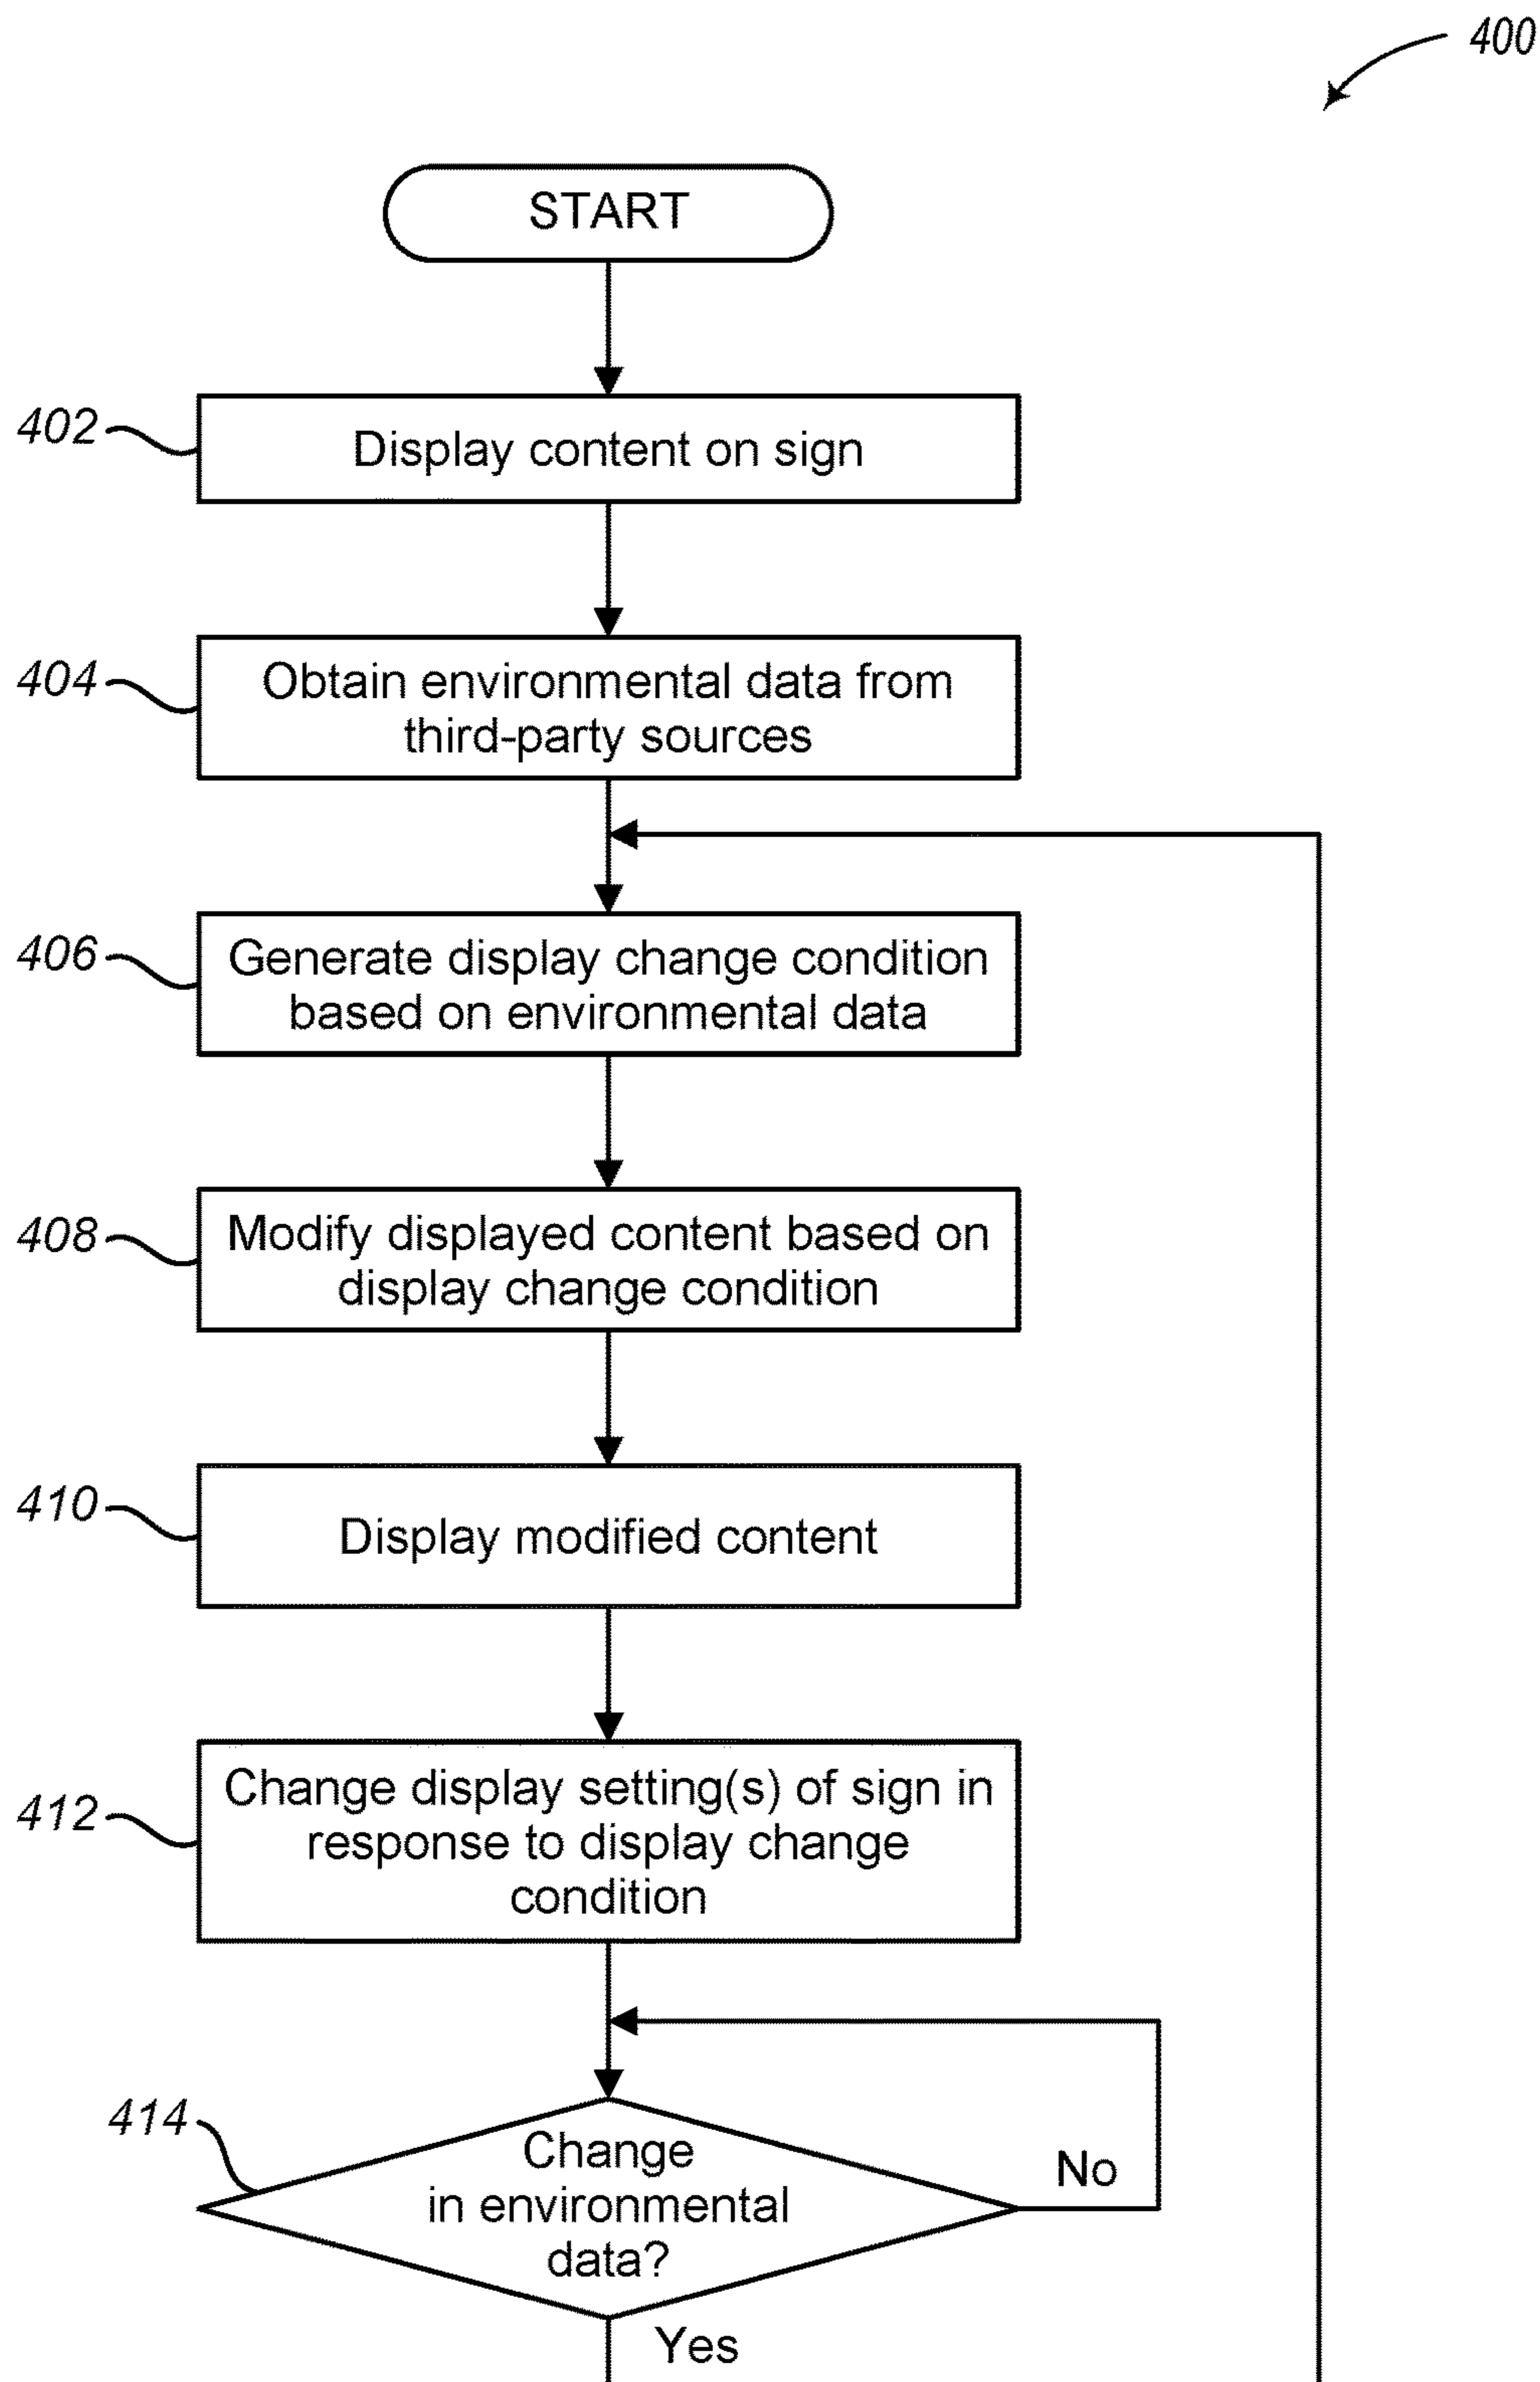 400
START
402
Display content on sign
404
Obtain environmental data from
third-party sources
406
Generate display change condition
based on environmental data
408
Modify displayed content based on
display change condition
410
Display modified content
412
Change display setting(s) of sign in
response to display change
condition
414
Change
in environmental
data?
No
Yes